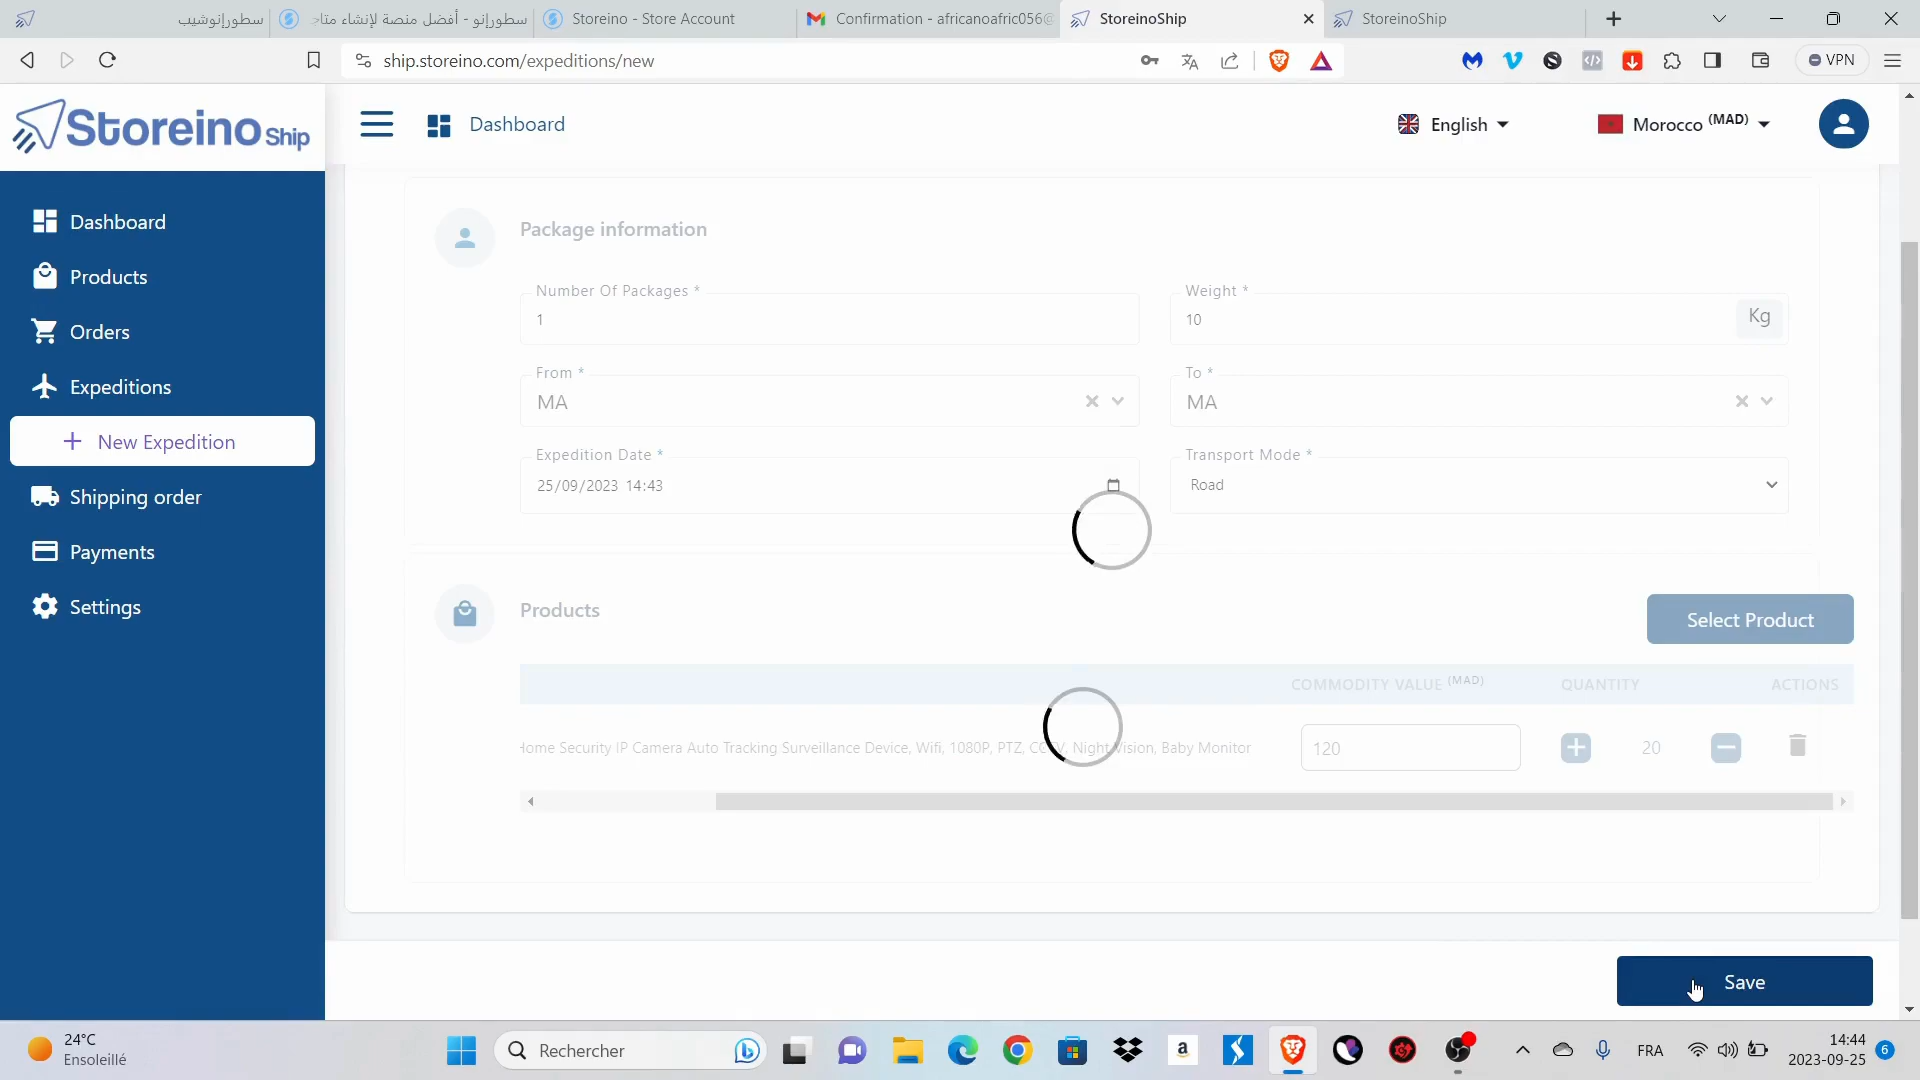 سطورإنوشيب
سطورإنو - أفضل منصة لإنشاء متاج
Storeino - Store Account
Confirmation - africanoafric056@
StoreinoShip
StoreinoShip
ship.storeino.com/expeditions/new
VPN
Storeino Ship
Dashboard
English
Morocco (MAD)
Dashboard
Products
Orders
Expeditions
New Expedition
Shipping order
Payments
Settings
Package information
Number Of Packages *
1
Weight *
10
Kg
From *
MA
To *
MA
Expedition Date *
25/09/2023 14:43
Transport Mode *
Road
Products
Select Product
COMMODITY VALUE (MAD)
QUANTITY
ACTIONS
Home Security IP Camera Auto Tracking Surveillance Device, Wifi, 1080P, PTZ, CCTV, Night Vision, Baby Monitor
120
20
Save
24°C
Ensoleillé
Rechercher
FRA
14:44
2023-09-25
6